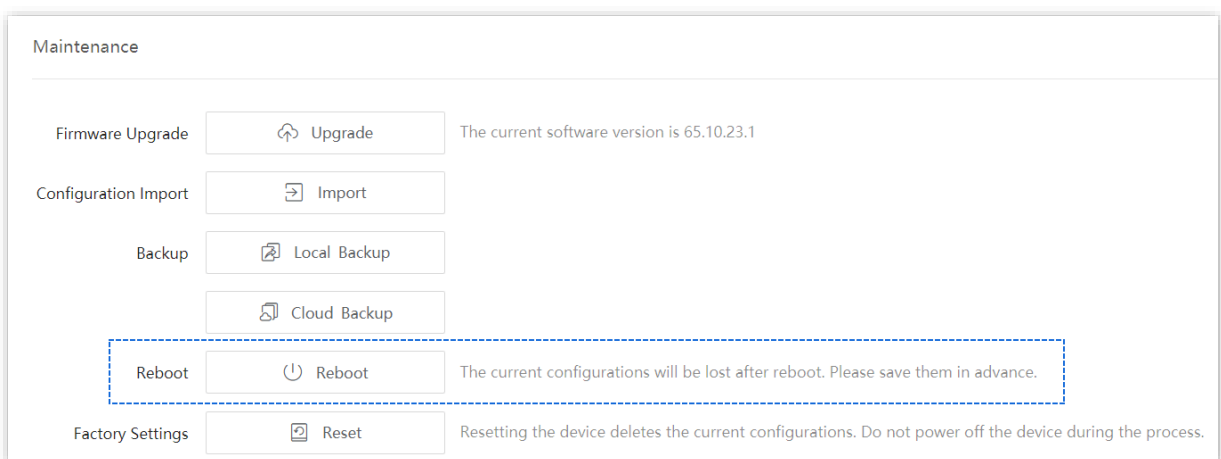 Maintenance
Firmware Upgrade Upgrade The current software version is 65.10.23.1
Configuration Import Import
Backup Local Backup
Cloud Backup
Reboot Reboot The current configurations will be lost after reboot. Please save them in advance.
Factory Settings Reset Resetting the device deletes the current configurations. Do not power off the device during the process.